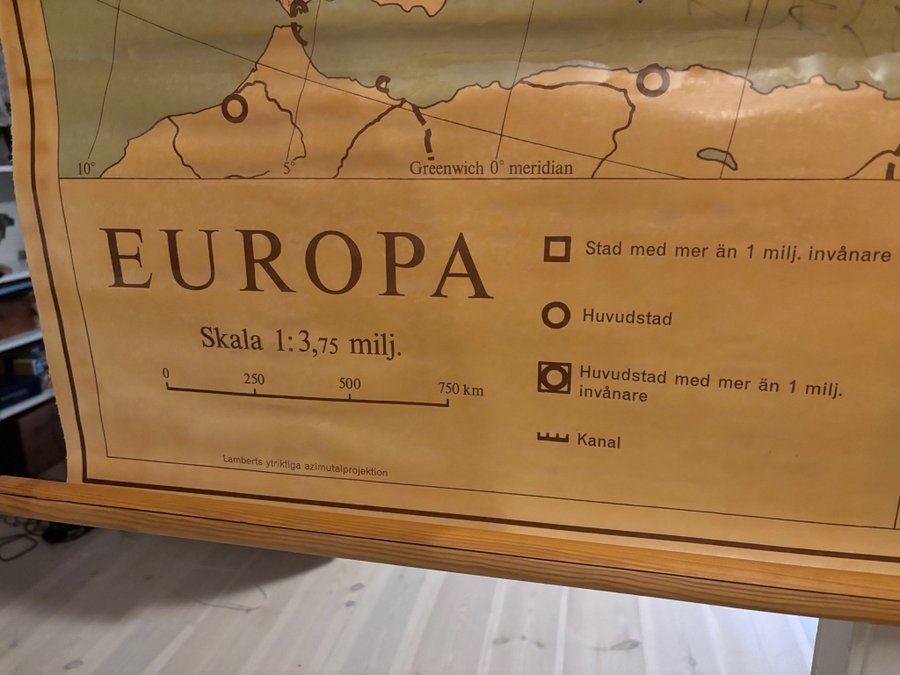 10°
5°
Greenwich 0° meridian
EUROPA
Skala 1:3,75 milj.
0 250 500 750 km
Lamberts ytriktiga azimutalprojektion
Stad med mer än 1 milj. invånare
Huvudstad
Huvudstad med mer än 1 milj.
invånare
Kanal